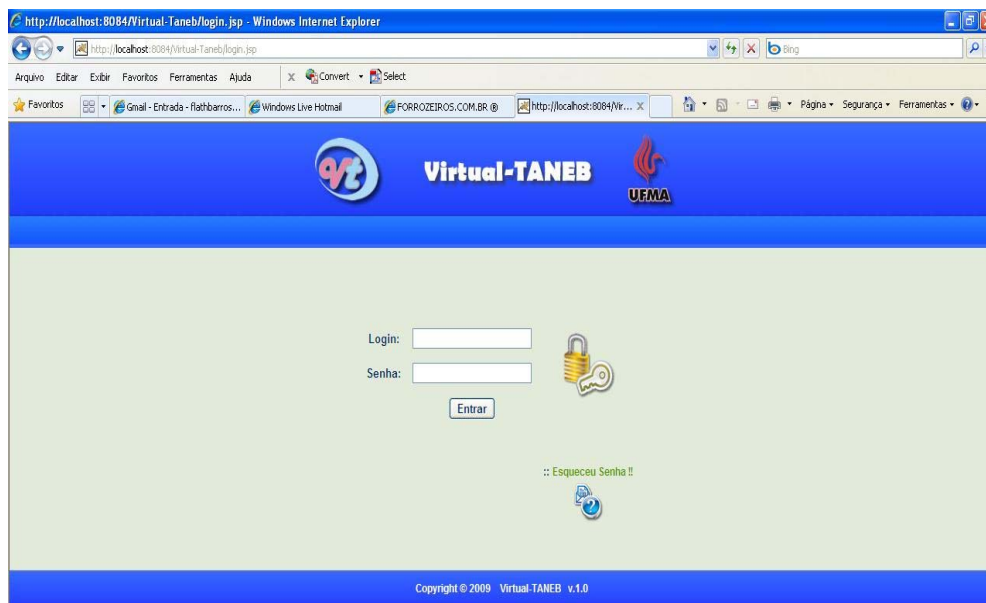 http://localhost:8084/Virtual-Taneb/login.jsp - Windows Internet Explorer
http://localhost:8084/Virtual-Taneb/login.jsp
Bing
Arquivo Editar Exibir Favoritos Ferramentas Ajuda x Convert Select
Favoritos Gmail - Entrada - flathbarros... Windows Live Hotmail FORROZEIROS.COM.BR ® http://localhost:8084/Vir... X Página Segurança Ferramentas
vt Virtual-TANEB UFMA
Login:
Senha:
Entrar
:: Esqueceu Senha !!
Copyright © 2009 Virtual-TANEB v.1.0